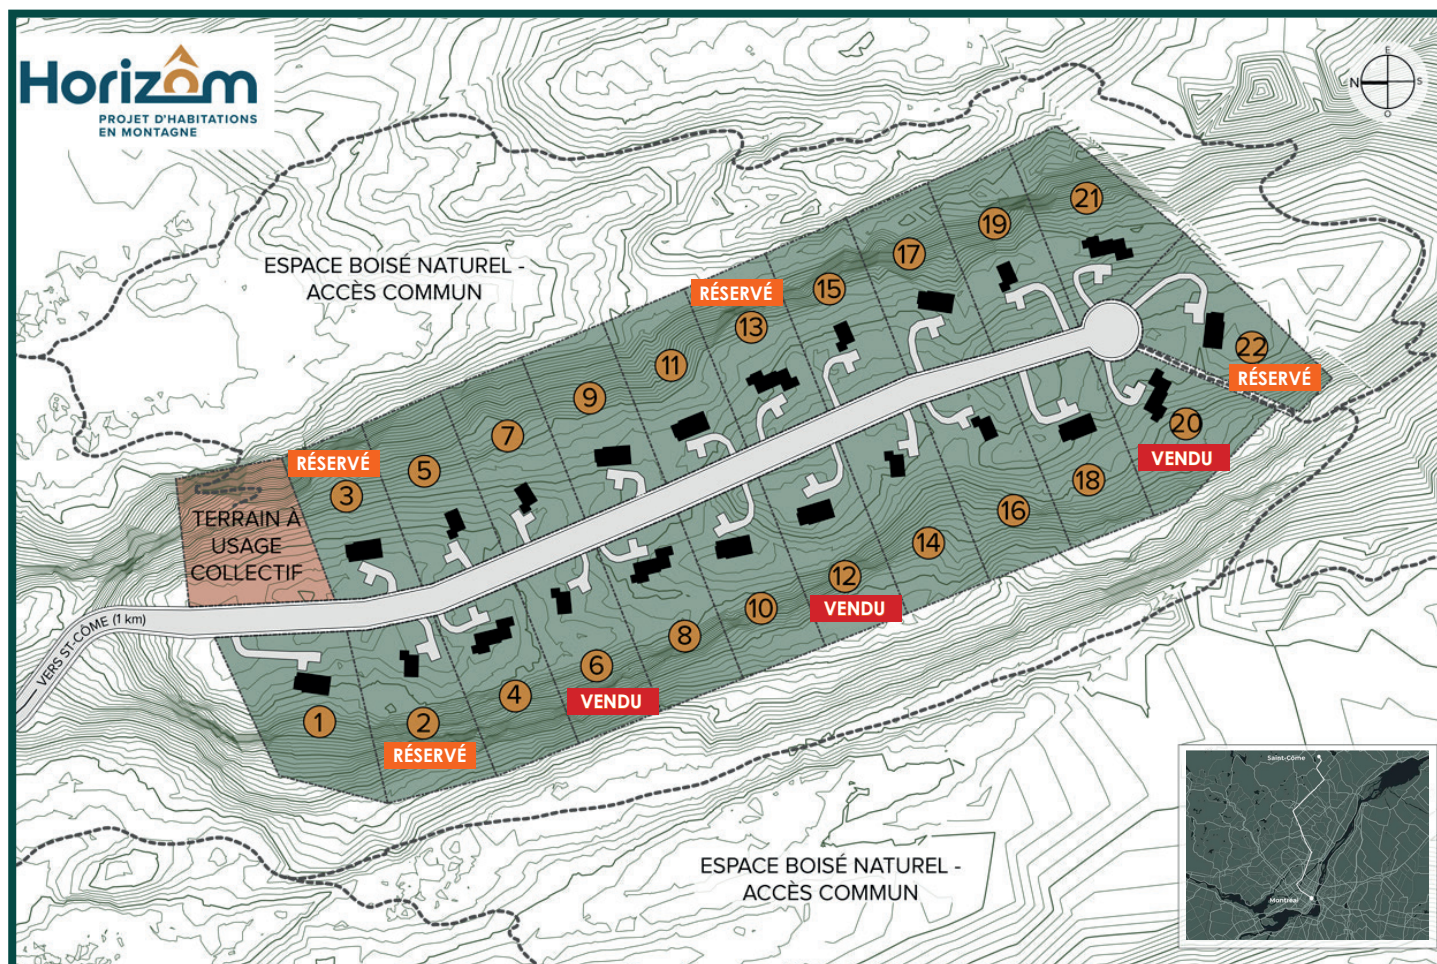 Horizôm
PROJET D'HABITATIONS
EN MONTAGNE
E
N
S
O
ESPACE BOISÉ NATUREL -
ACCÈS COMMUN
21
19
17
15
RÉSERVÉ
13
11
9
7
5
RÉSERVÉ
3
22
RÉSERVÉ
20
VENDU
18
16
14
12
VENDU
10
8
6
VENDU
4
2
RÉSERVÉ
1
TERRAIN À
USAGE
COLLECTIF
VERS ST-CÔME (1 km)
ESPACE BOISÉ NATUREL -
ACCÈS COMMUN
Saint-Côme
Montréal